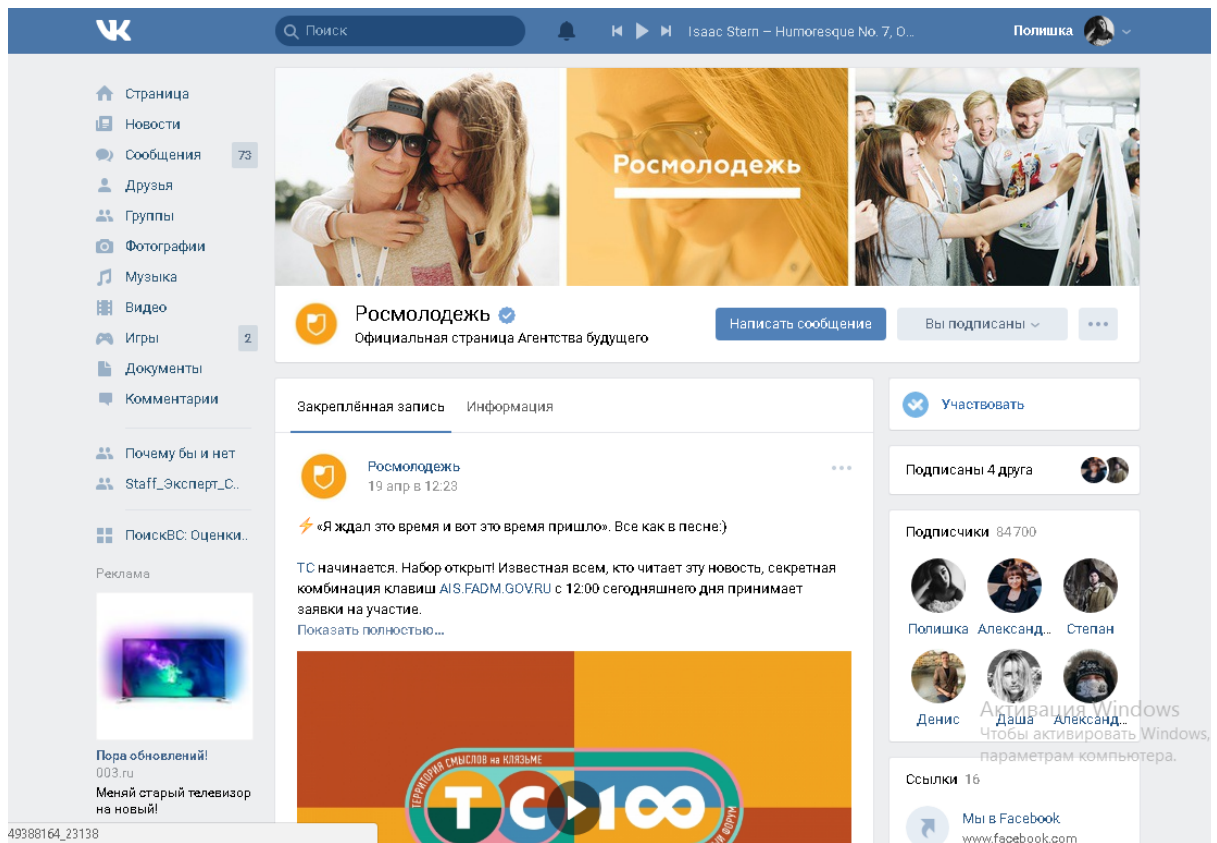 Поиск
Isaac Stern – Humoresque No. 7, O...
Полишка
Страница
Новости
Сообщения 73
Друзья
Группы
Фотографии
Музыка
Видео
Игры 2
Документы
Комментарии
Почему бы и нет
Staff_Эксперт_С..
ПоискВС: Оценки..
Реклама
Пора обновлений!
003.ru
Меняй старый телевизор
на новый!
49388164_23138
Росмолодежь
Росмолодежь
Официальная страница Агентства будущего
Написать сообщение
Вы подписаны
Закреплённая запись Информация
Росмолодежь
19 апр в 12:23
⚡ «Я ждал это время и вот это время пришло». Все как в песне:)
ТС начинается. Набор открыт! Известная всем, кто читает эту новость, секретная
комбинация клавиш AIS.FADM.GOV.RU с 12:00 сегодняшнего дня принимает
заявки на участие.
Показать полностью...
ТЕРРИТОРИЯ СМЫСЛОВ НА КЛЯЗЬМЕ
ТС
Участвовать
Подписаны 4 друга
Подписчики 84700
Полишка Александ... Степан
Денис Даша Александ...
Активация Windows
Чтобы активировать Windows,
параметрам компьютера.
Ссылки 16
Мы в Facebook
www.facebook.com